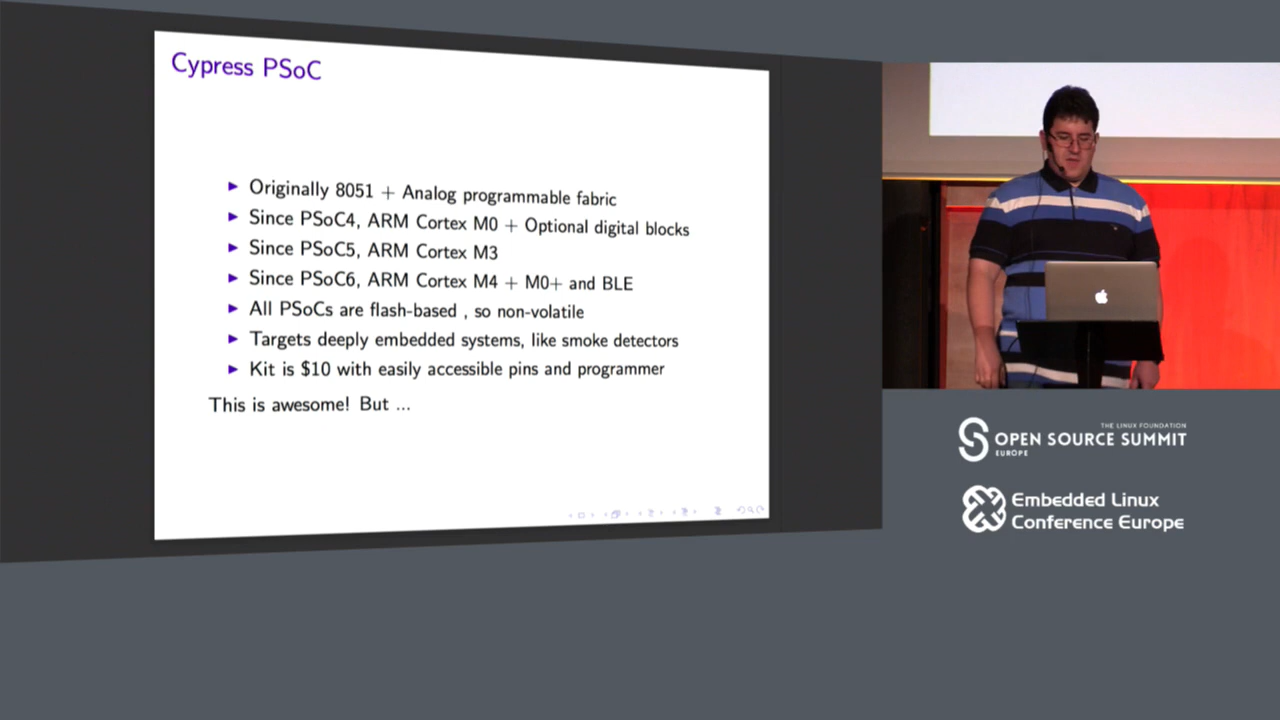 Cypress PSoC
Originally 8051 + Analog programmable fabric
Since PSoC4, ARM Cortex M0 + Optional digital blocks
Since PSoC5, ARM Cortex M3
Since PSoC6, ARM Cortex M4 + M0+ and BLE
All PSoCs are flash-based , so non-volatile
Targets deeply embedded systems, like smoke detectors
Kit is $10 with easily accessible pins and programmer
This is awesome! But ...
THE LINUX FOUNDATION
OPEN SOURCE SUMMIT
EUROPE
Embedded Linux
Conference Europe